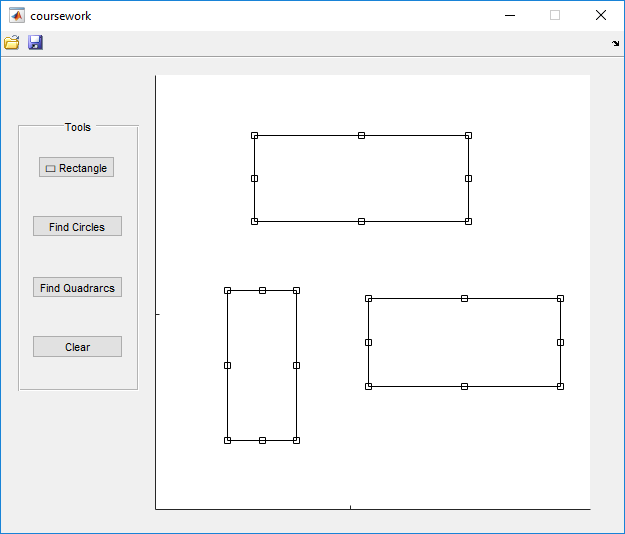 coursework
Tools
Rectangle
Find Circles
Find Quadrarcs
Clear